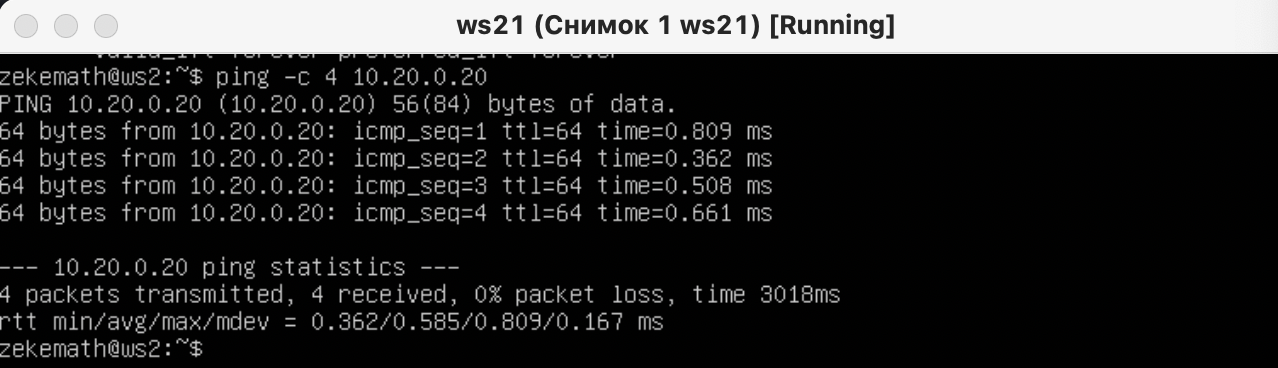 ws21 (Снимок 1 ws21) [Running]
valid_lft forever preferred_lft forever
zekemath@ws2:~$ ping -c 4 10.20.0.20
PING 10.20.0.20 (10.20.0.20) 56(84) bytes of data.
64 bytes from 10.20.0.20: icmp_seq=1 ttl=64 time=0.809 ms
64 bytes from 10.20.0.20: icmp_seq=2 ttl=64 time=0.362 ms
64 bytes from 10.20.0.20: icmp_seq=3 ttl=64 time=0.508 ms
64 bytes from 10.20.0.20: icmp_seq=4 ttl=64 time=0.661 ms
--- 10.20.0.20 ping statistics ---
4 packets transmitted, 4 received, 0% packet loss, time 3018ms
rtt min/avg/max/mdev = 0.362/0.585/0.809/0.167 ms
zekemath@ws2:~$